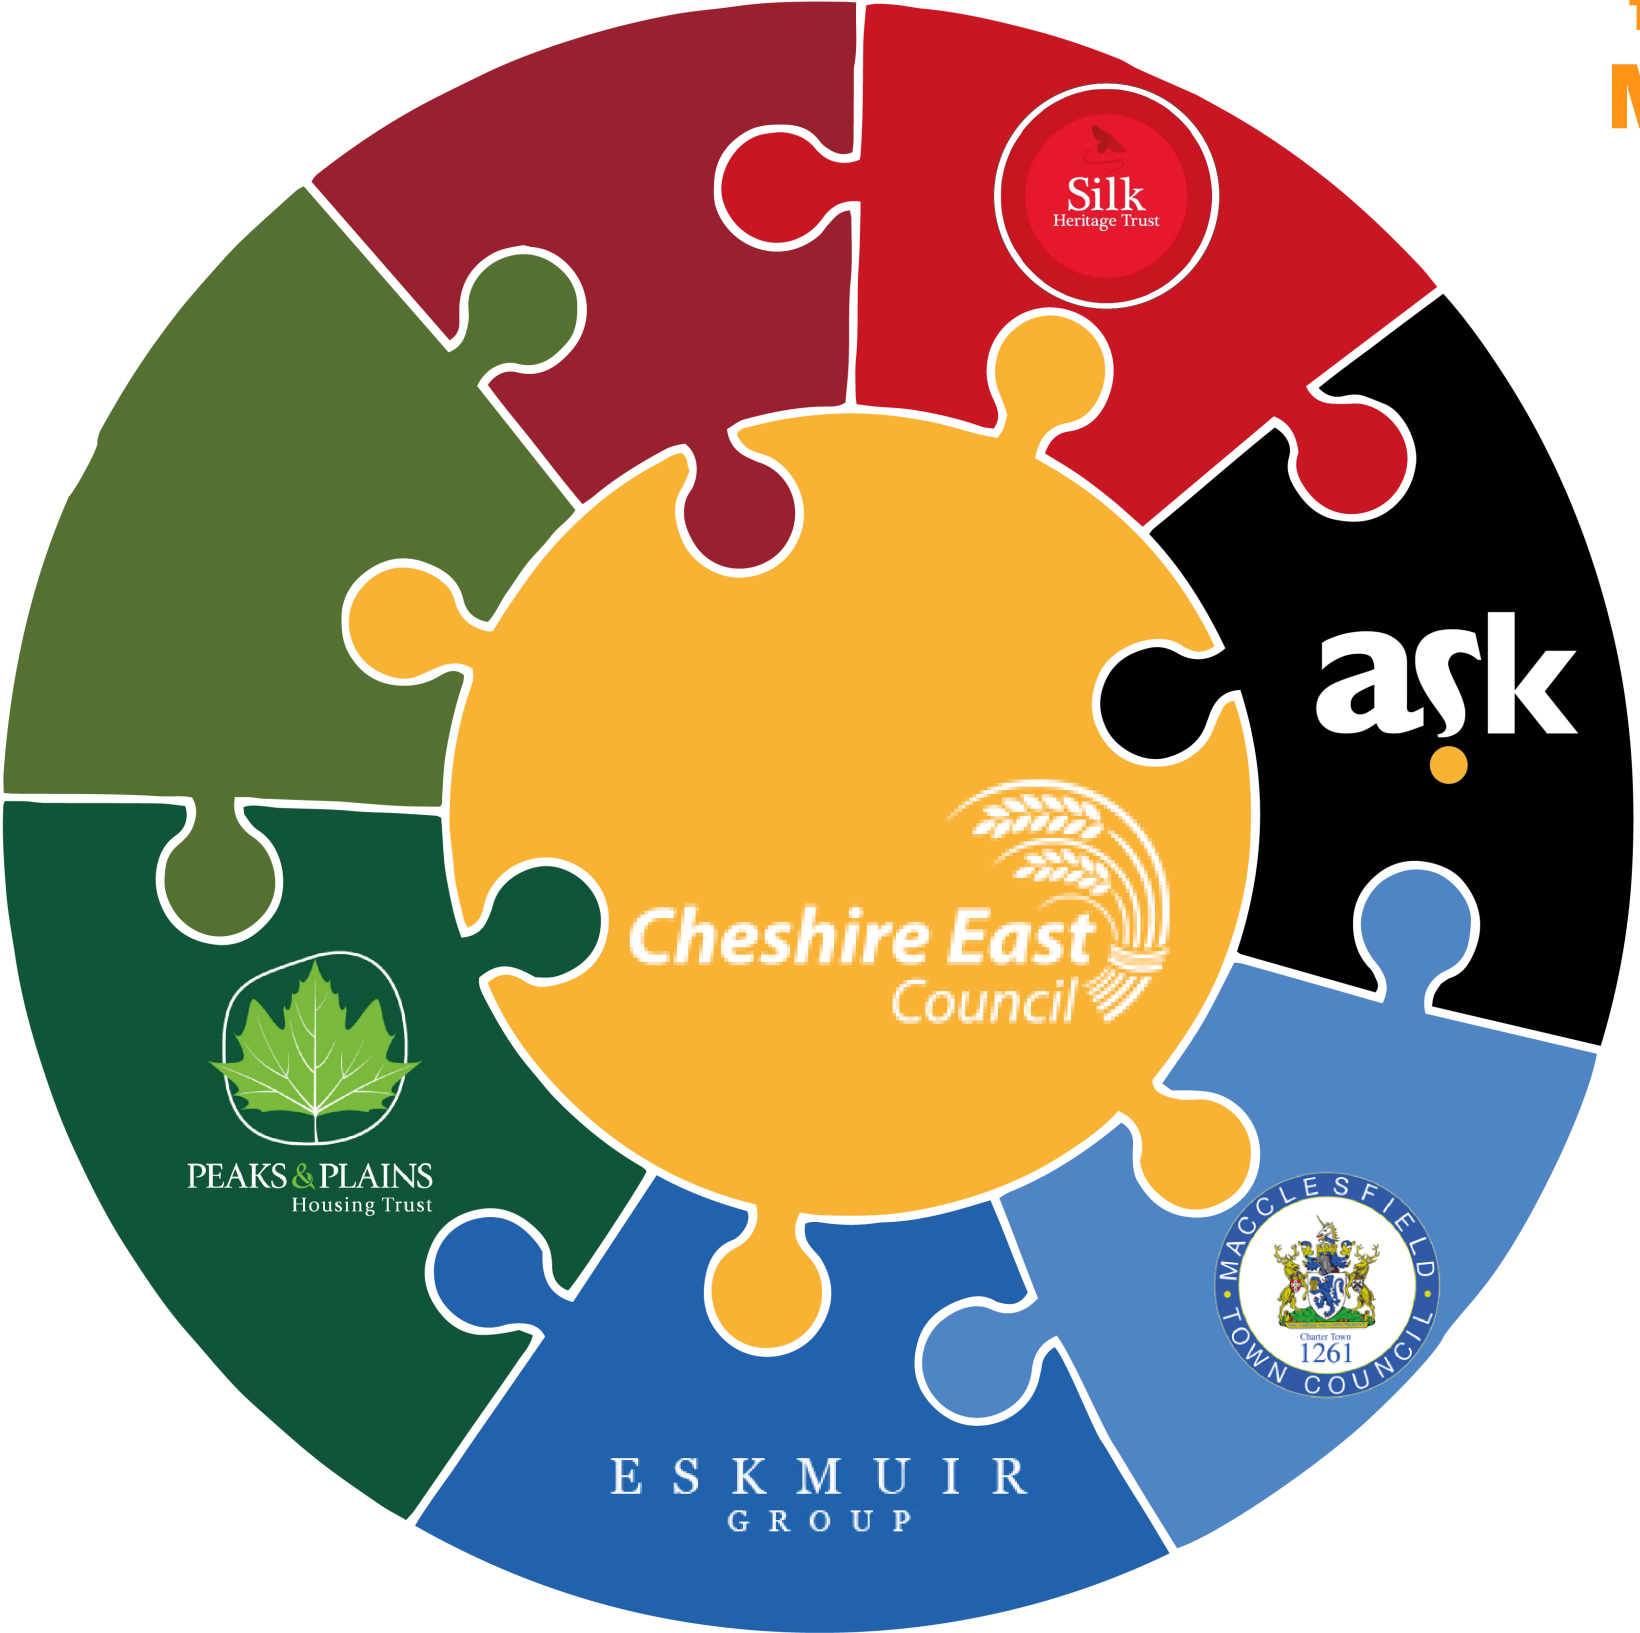 Silk
Heritage Trust
ask
Cheshire East
Council
PEAKS & PLAINS
Housing Trust
MACCLESFIELD
TOWN COUNCIL
Charter Town
1261
ESKMUIR
GROUP